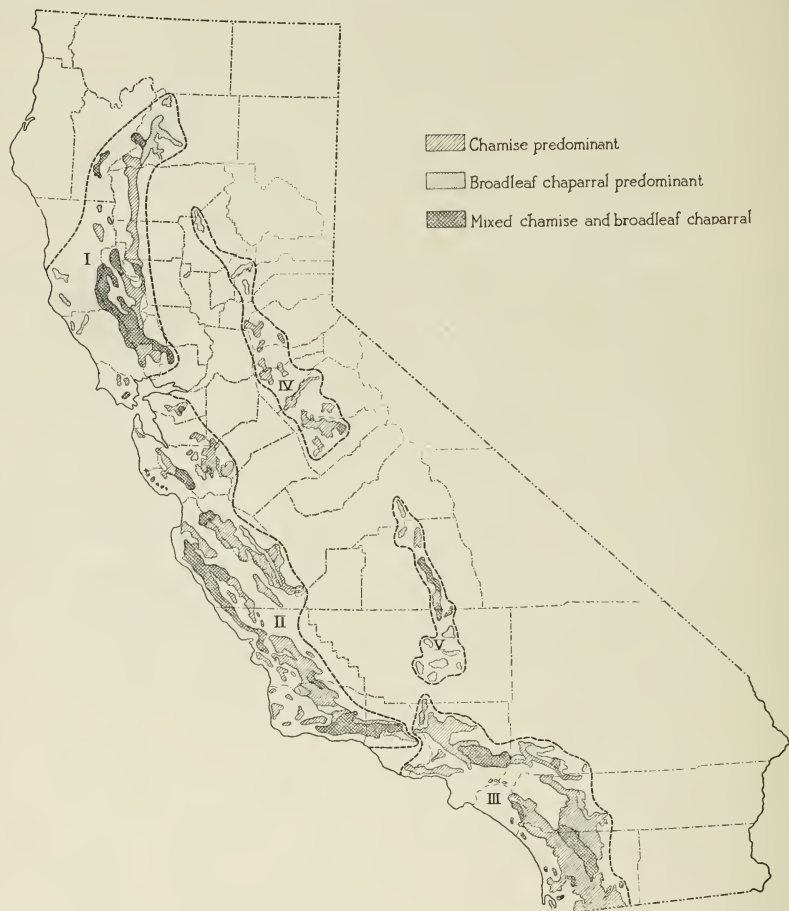 Chamise predominant
Broadleaf chaparral predominant
Mixed chamise and broadleaf chaparral
I
IV
II
V
III